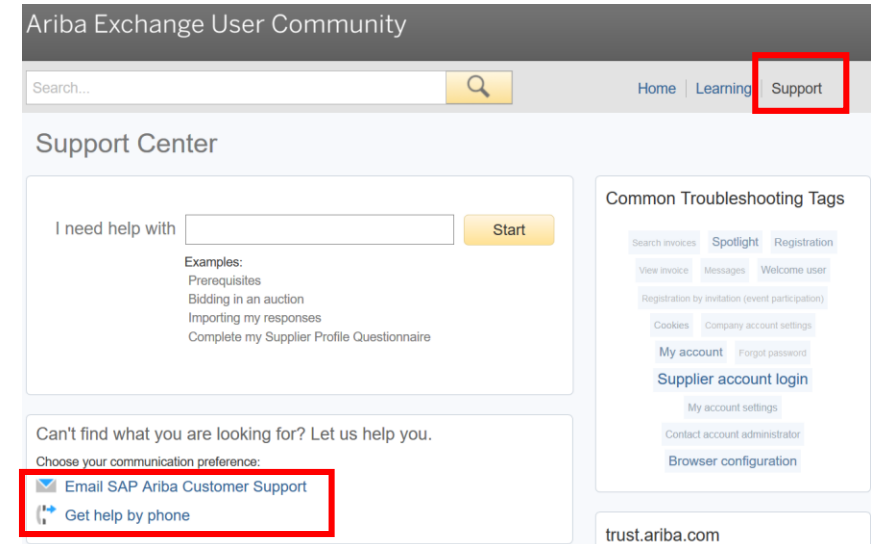 Ariba Exchange User Community
Search...
Home Learning Support
Support Center
I need help with Start
Examples:
Prerequisites
Bidding in an auction
Importing my responses
Complete my Supplier Profile Questionnaire
Can't find what you are looking for? Let us help you.
Choose your communication preference:
Email SAP Ariba Customer Support
Get help by phone
Common Troubleshooting Tags
Search invoices Spotlight Registration
View invoice Messages Welcome user
Registration by invitation (event participation)
Cookies Company account settings
My account Forgot password
Supplier account login
My account settings
Contact account administrator
Browser configuration
trust.ariba.com